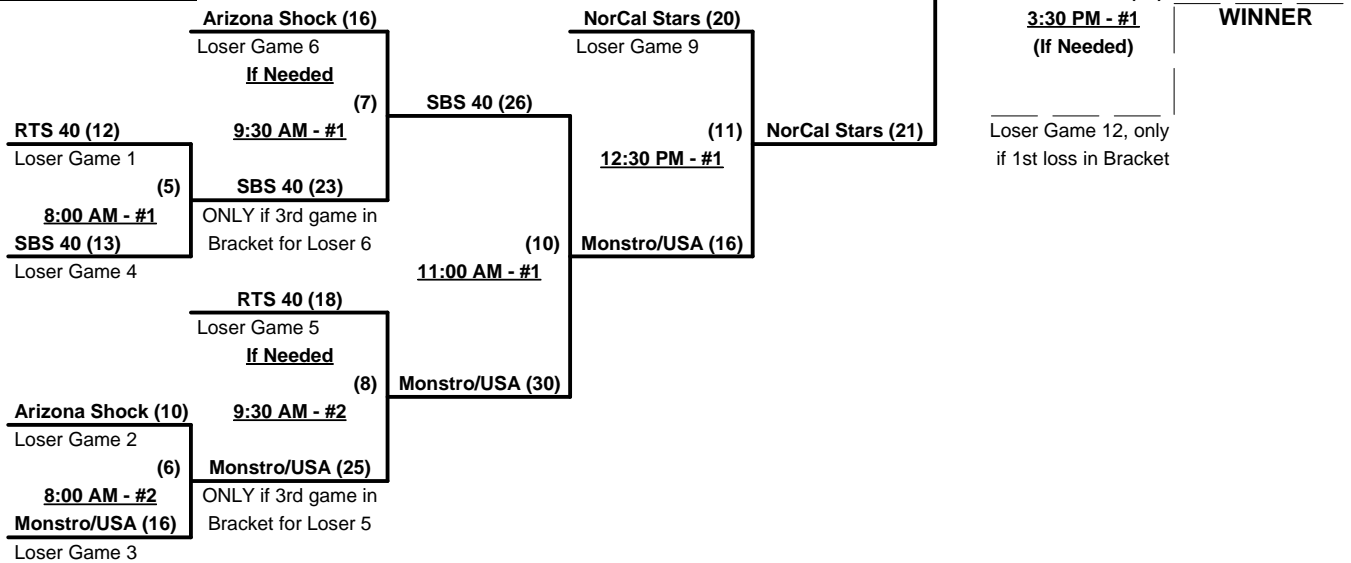 Arizona Shock (16)
Loser Game 6
If Needed
(7)
9:30 AM - #1
NorCal Stars (20)
Loser Game 9
3:30 PM - #1
(If Needed)
WINNER
SBS 40 (26)
RTS 40 (12)
Loser Game 1
(5)
8:00 AM - #1
SBS 40 (13)
Loser Game 4
SBS 40 (23)
ONLY if 3rd game in
Bracket for Loser 6
(11)
12:30 PM - #1
NorCal Stars (21)
Loser Game 12, only
if 1st loss in Bracket
(10)
11:00 AM - #1
Monstro/USA (16)
RTS 40 (18)
Loser Game 5
If Needed
(8)
9:30 AM - #2
Monstro/USA (30)
Arizona Shock (10)
Loser Game 2
(6)
8:00 AM - #2
Monstro/USA (16)
Loser Game 3
Monstro/USA (25)
ONLY if 3rd game in
Bracket for Loser 5